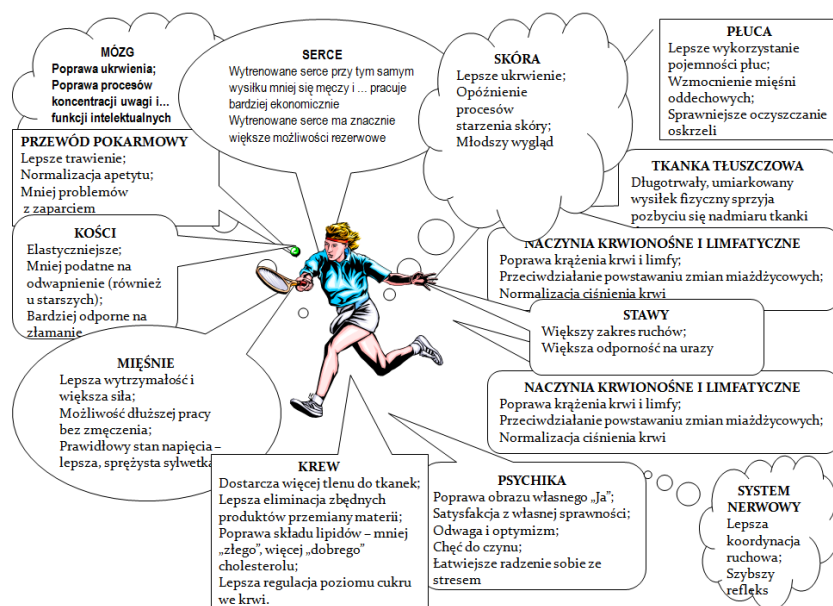 MÓZG
Poprawa ukrwienia;
Poprawa procesów
koncentracji uwagi i...
funkcji intelektualnych
SERCE
Wytrenowane serce przy tym samym
wysiłku mniej się męczy i ... pracuje
bardziej ekonomicznie
Wytrenowane serce ma znacznie
większe możliwości rezerwowe
SKÓRA
Lepsze ukrwienie;
Opóźnienie
procesów
starzenia skóry;
Młodszy wygląd
PŁUCA
Lepsze wykorzystanie
pojemności płuc;
Wzmocnienie mięśni
oddechowych;
Sprawniejsze oczyszczanie
oskrzeli
PRZEWÓD POKARMOWY
Lepsze trawienie;
Normalizacja apetytu;
Mniej problemów
z zaparciem
TKANKA TŁUSZCZOWA
Długotrwały, umiarkowany
wysiłek fizyczny sprzyja
pozbyciu się nadmiaru tkanki
KOŚCI
Elastyczniejsze;
Mniej podatne na
odwapnienie (również
u starszych);
Bardziej odporne na
złamanie
NACZYNIA KRWIONOŚNE I LIMFATYCZNE
Poprawa krążenia krwi i limfy;
Przeciwdziałanie powstawaniu zmian miażdżycowych;
Normalizacja ciśnienia krwi
STAWY
Większy zakres ruchów;
Większa odporność na urazy
MIĘŚNIE
Lepsza wytrzymałość i
większa siła;
Możliwość dłuższej pracy
bez zmęczenia;
Prawidłowy stan napięcia –
lepsza, sprężysta sylwetka
NACZYNIA KRWIONOŚNE I LIMFATYCZNE
Poprawa krążenia krwi i limfy;
Przeciwdziałanie powstawaniu zmian miażdżycowych;
Normalizacja ciśnienia krwi
KREW
Dostarcza więcej tlenu do tkanek;
Lepsza eliminacja zbędnych
produktów przemiany materii;
Poprawa składu lipidów – mniej
„złego”, więcej „dobrego”
cholesterolu;
Lepsza regulacja poziomu cukru
we krwi.
PSYCHIKA
Poprawa obrazu własnego „Ja”;
Satysfakcja z własnej sprawności;
Odwaga i optymizm;
Chęć do czynu;
Łatwiejsze radzenie sobie ze
stresem
SYSTEM
NERWOWY
Lepsza
koordynacja
ruchowa;
Szybszy
refleks